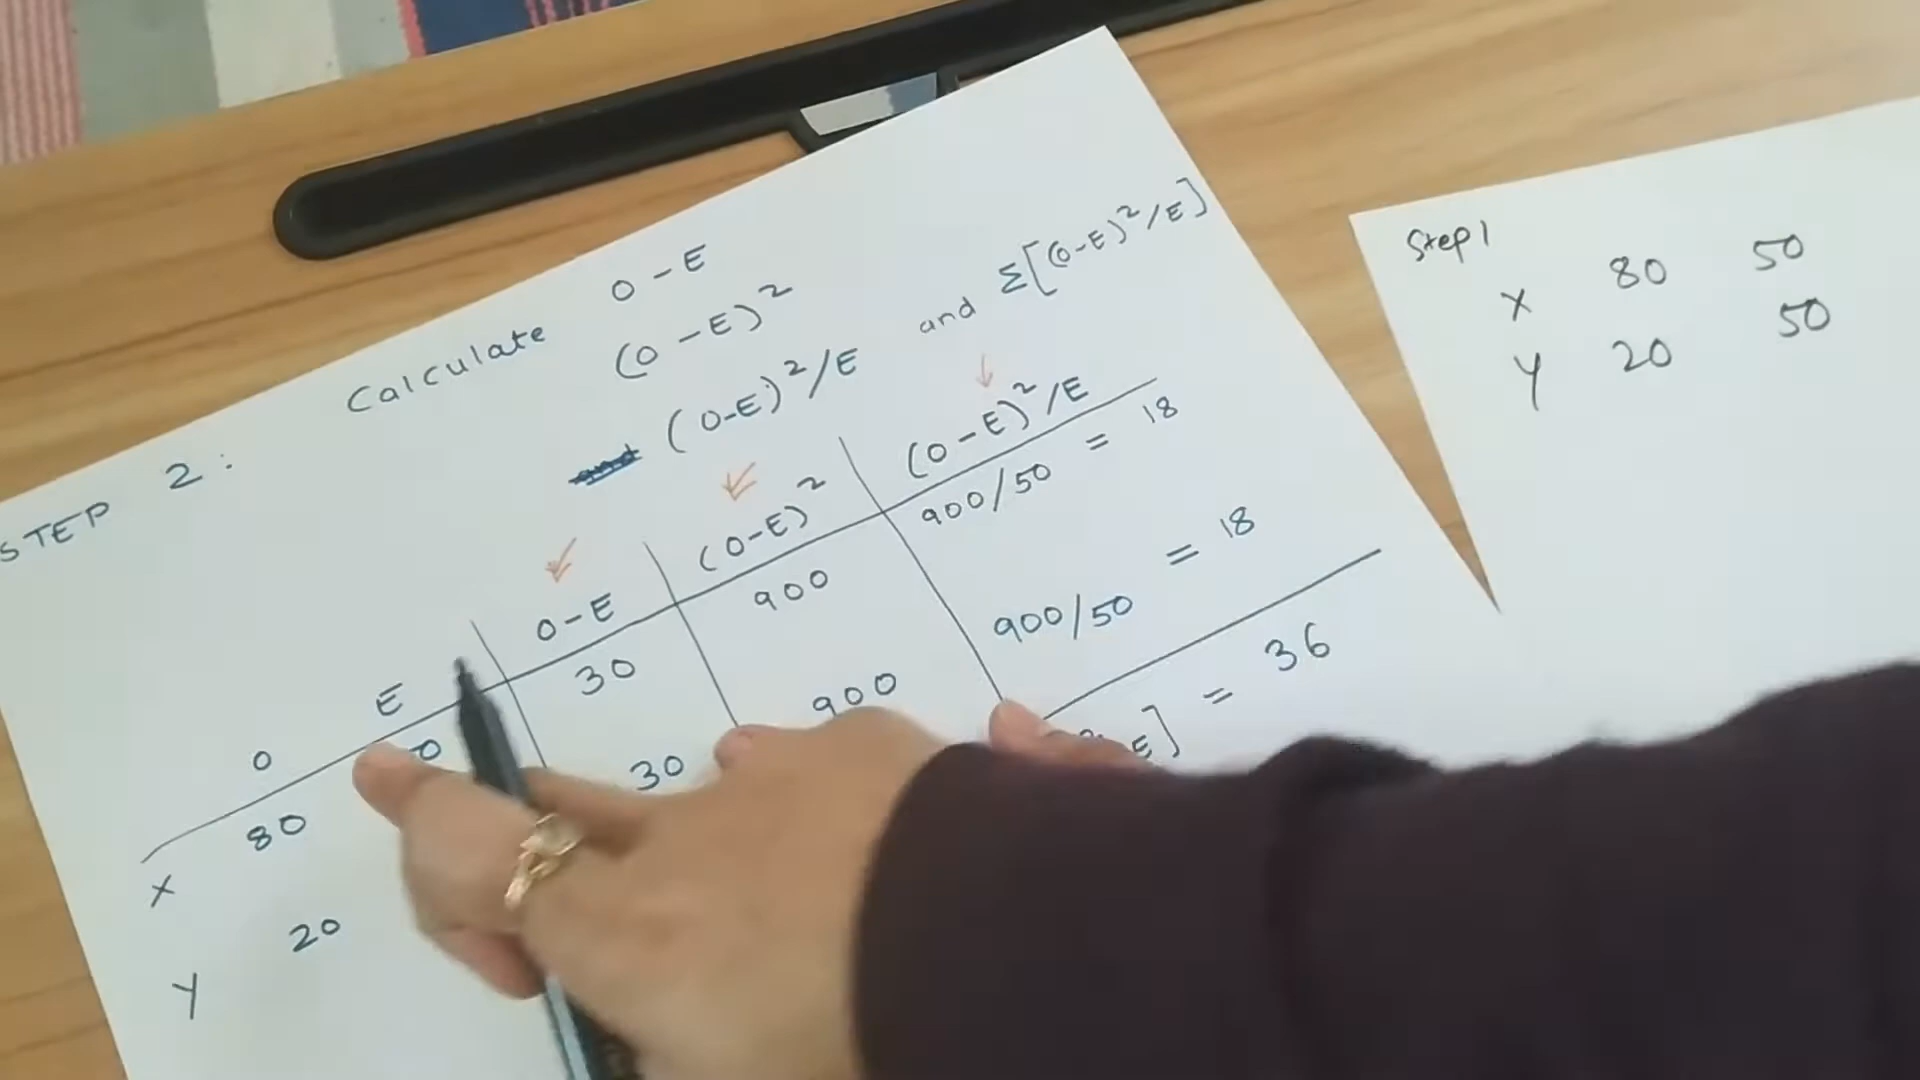 STEP 2: Calculate O-E
(O-E)²
(O-E)²/E and Σ[(O-E)²/E]
O E O-E (O-E)² (O-E)²/E
X 80 30 900 900/50 = 18
Y 20 30 900 900/50 = 18
E] = 36
Step 1
X 80 50
Y 20 50